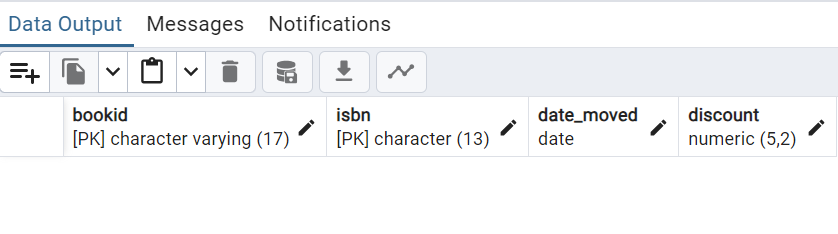 Data Output Messages Notifications
bookid isbn date_moved discount
[PK] character varying (17) [PK] character (13) date numeric (5,2)